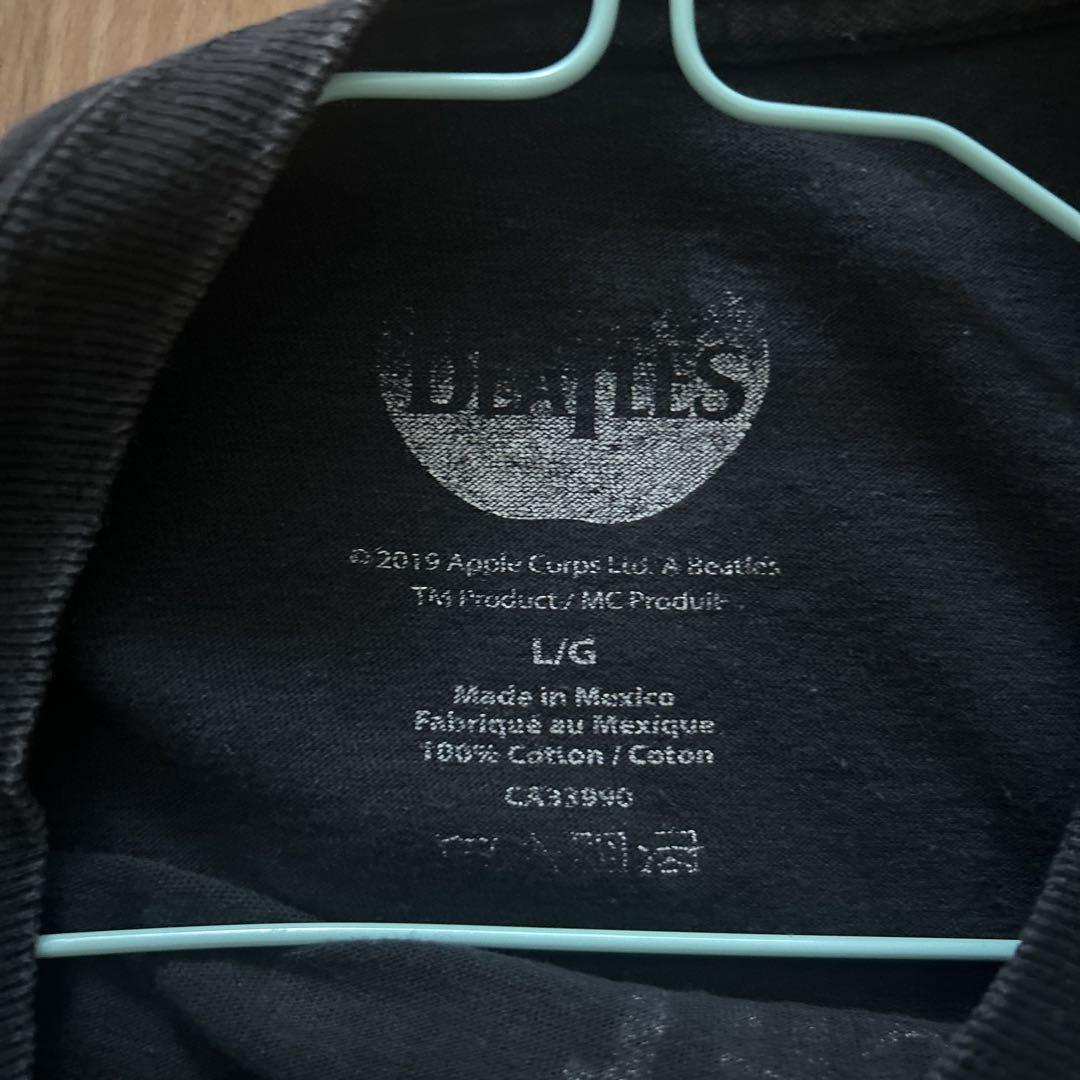 BEATLES
© 2019 Apple Corps Ltd. A Beatles
TM Product / MC Produit
L/G
Made in Mexico
Fabriqué au Mexique
100% Cotton / Coton
CA33990